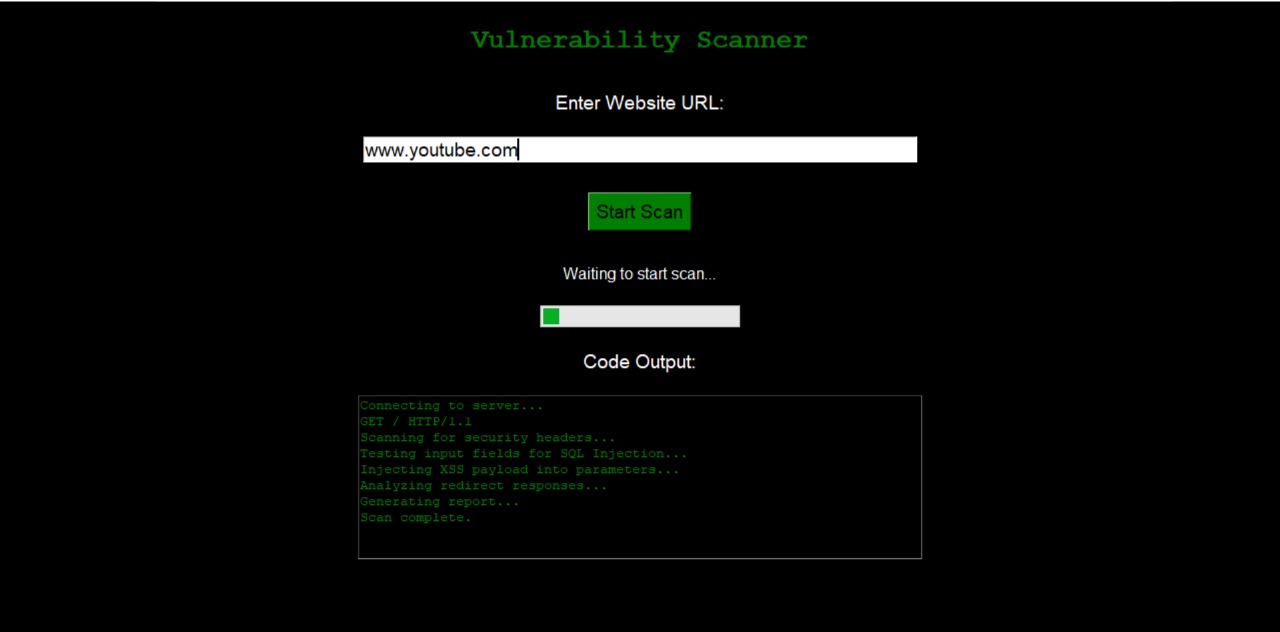 Vulnerability Scanner
Enter Website URL:
www.youtube.com
Start Scan
Waiting to start scan...
Code Output:
Connecting to server...
GET / HTTP/1.1
Scanning for security headers...
Testing input fields for SQL Injection...
Injecting XSS payload into parameters...
Analyzing redirect responses...
Generating report...
Scan complete.